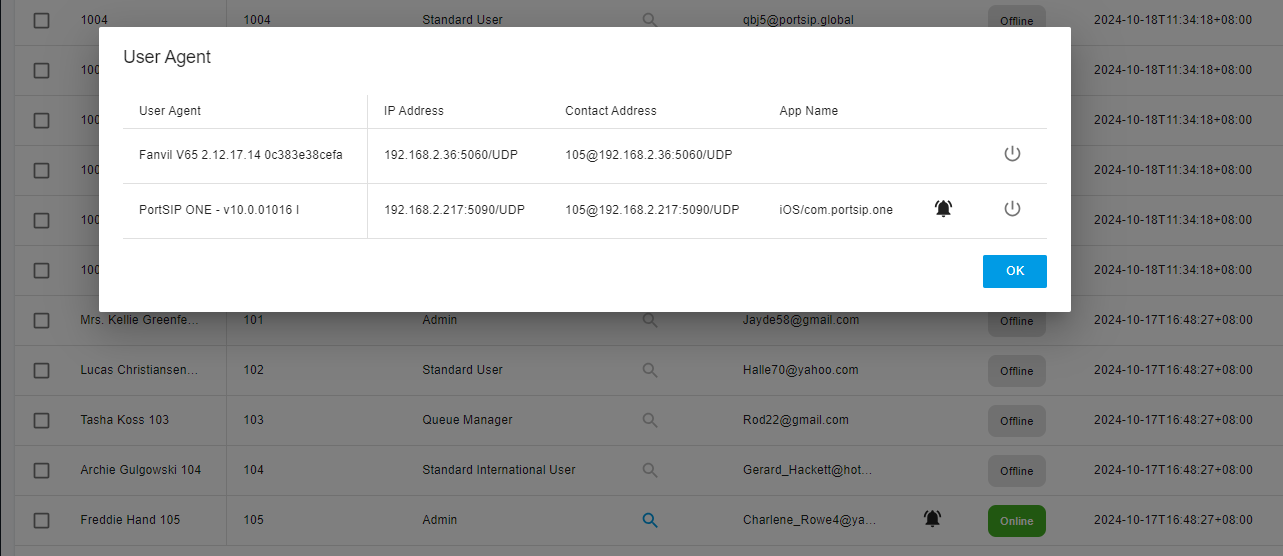 1004 1004 Standard User qbj5@portsip.global Offline 2024-10-18T11:34:18+08:00
User Agent
100 2024-10-18T11:34:18+08:00
User Agent IP Address Contact Address App Name
100 2024-10-18T11:34:18+08:00
Fanvil V65 2.12.17.14 0c383e38cefa 192.168.2.36:5060/UDP 105@192.168.2.36:5060/UDP
100 2024-10-18T11:34:18+08:00
PortSIP ONE - v10.0.01016 I 192.168.2.217:5090/UDP 105@192.168.2.217:5090/UDP iOS/com.portsip.one
100 2024-10-18T11:34:18+08:00
100 2024-10-18T11:34:18+08:00
OK
Mrs. Kellie Greenfe... 101 Admin Jayde58@gmail.com Offline 2024-10-17T16:48:27+08:00
Lucas Christiansen... 102 Standard User Halle70@yahoo.com Offline 2024-10-17T16:48:27+08:00
Tasha Koss 103 103 Queue Manager Rod22@gmail.com Offline 2024-10-17T16:48:27+08:00
Archie Gulgowski 104 104 Standard International User Gerard_Hackett@hot... Offline 2024-10-17T16:48:27+08:00
Freddie Hand 105 105 Admin Charlene_Rowe4@ya... Online 2024-10-17T16:48:27+08:00